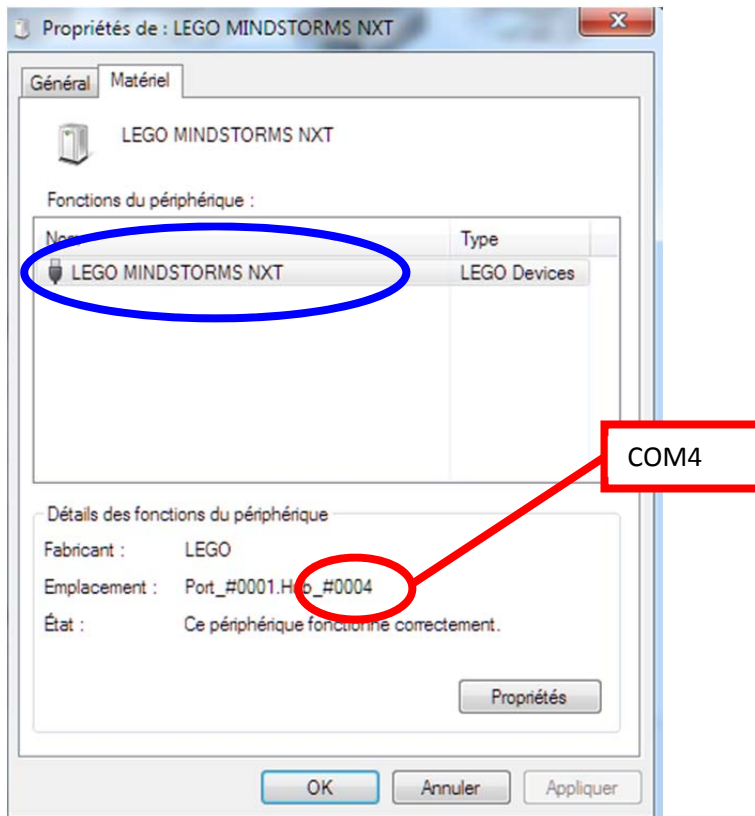 Propriétés de : LEGO MINDSTORMS NXT
Général Matériel
LEGO MINDSTORMS NXT
Fonctions du périphérique :
Type
LEGO MINDSTORMS NXT LEGO Devices
COM4
Détails des fonctions du périphérique
Fabricant : LEGO
Emplacement : Port_#0001.Hub_#0004
État : Ce périphérique fonctionne correctement.
Propriétés
OK Annuler Appliquer